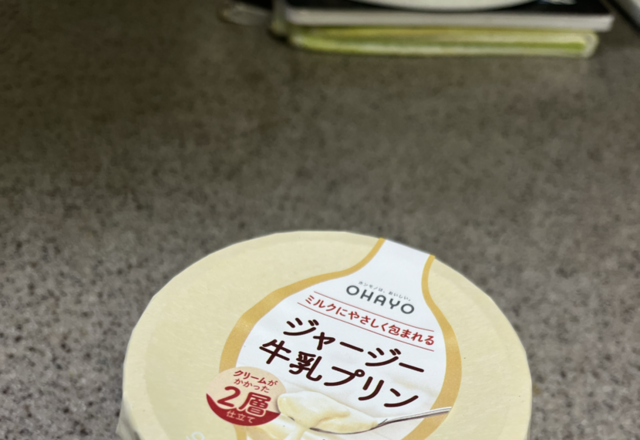 OHAYO
ミルクにやさしく包まれる
ジャージー
牛乳プリン
クリームが
かかった
2層
仕立て